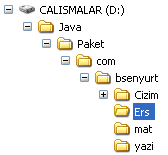 CALISMALAR (D:)
Java
Paket
com
bsenyurt
Cizim
Ers
mat
yazi